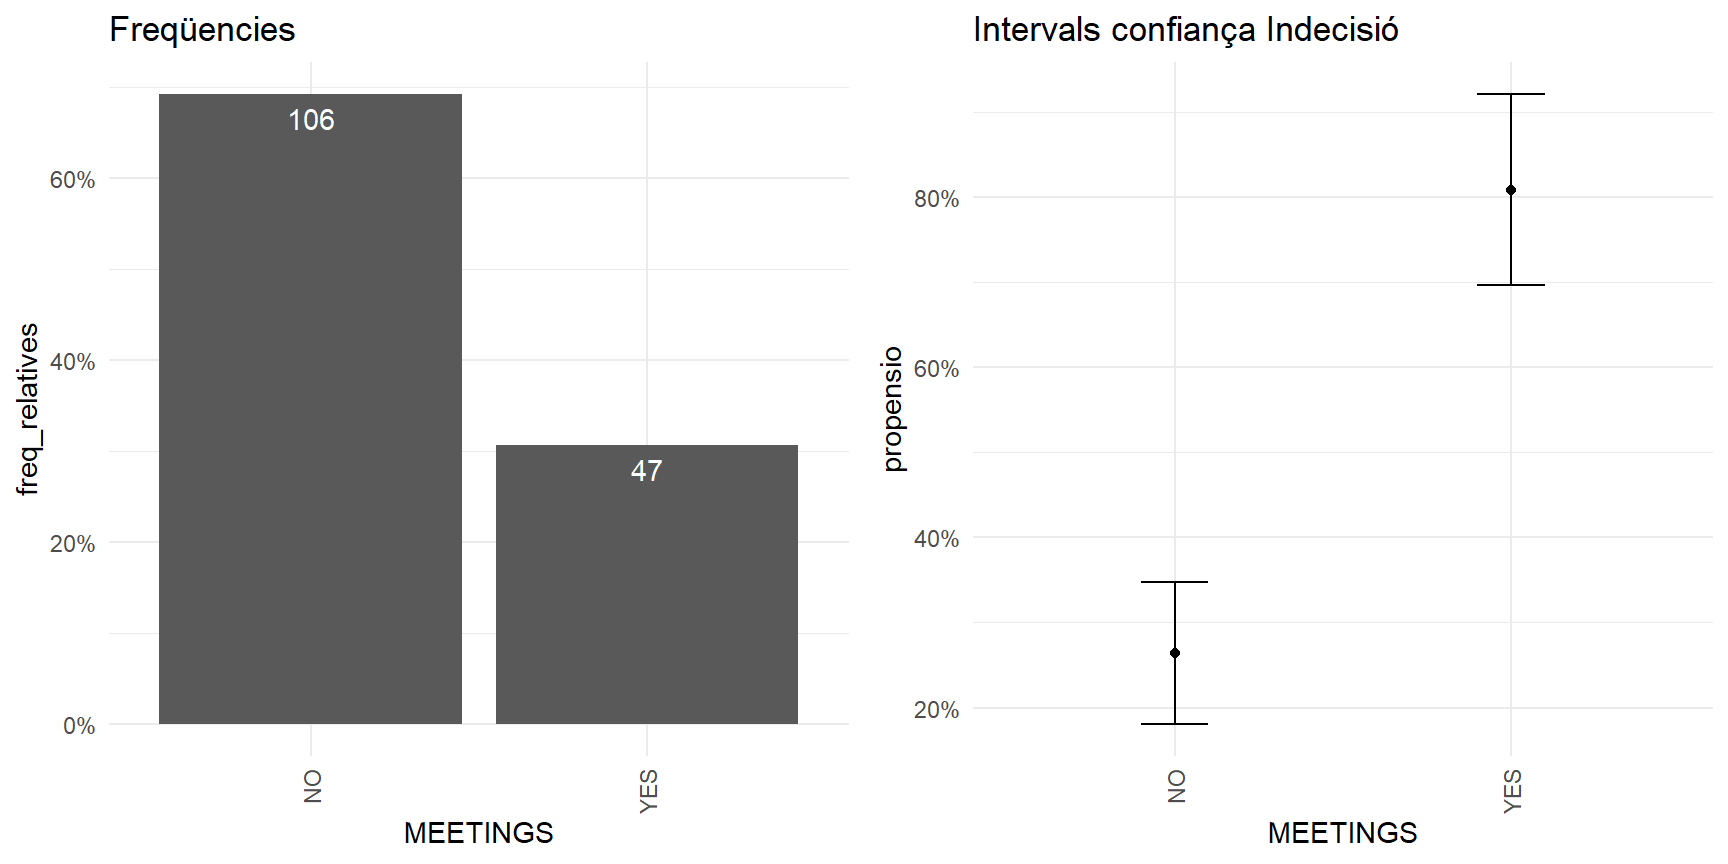 Freqüencies
106
47
60%
40%
20%
0%
freq_relatives
NO
YES
MEETINGS
Intervals confiança Indecisió
80%
60%
40%
20%
propensio
NO
YES
MEETINGS